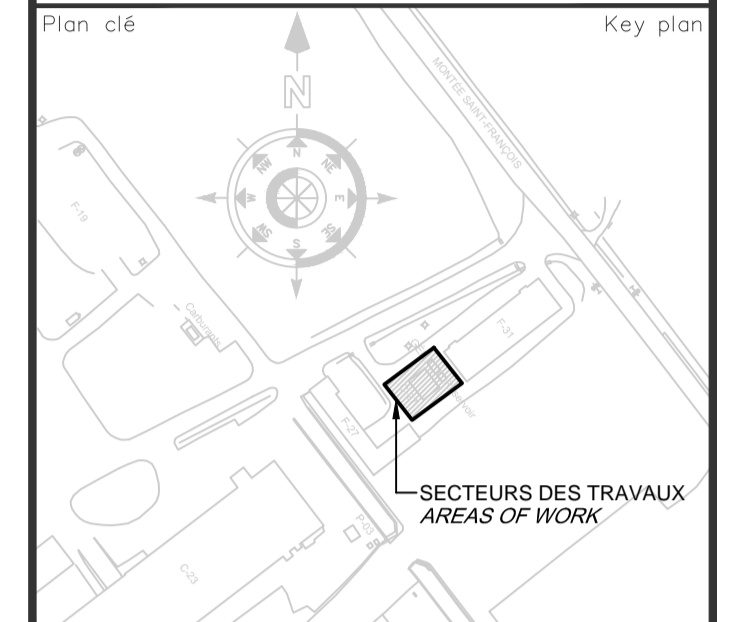 Plan clé
Key plan
N
N
NE
E
SE
S
SW
W
NW
MONTÉE SAINT-FRANÇOIS
F-19
Carburants
F-31
F-27
SECTEURS DES TRAVAUX
AREAS OF WORK
P-03
C-23